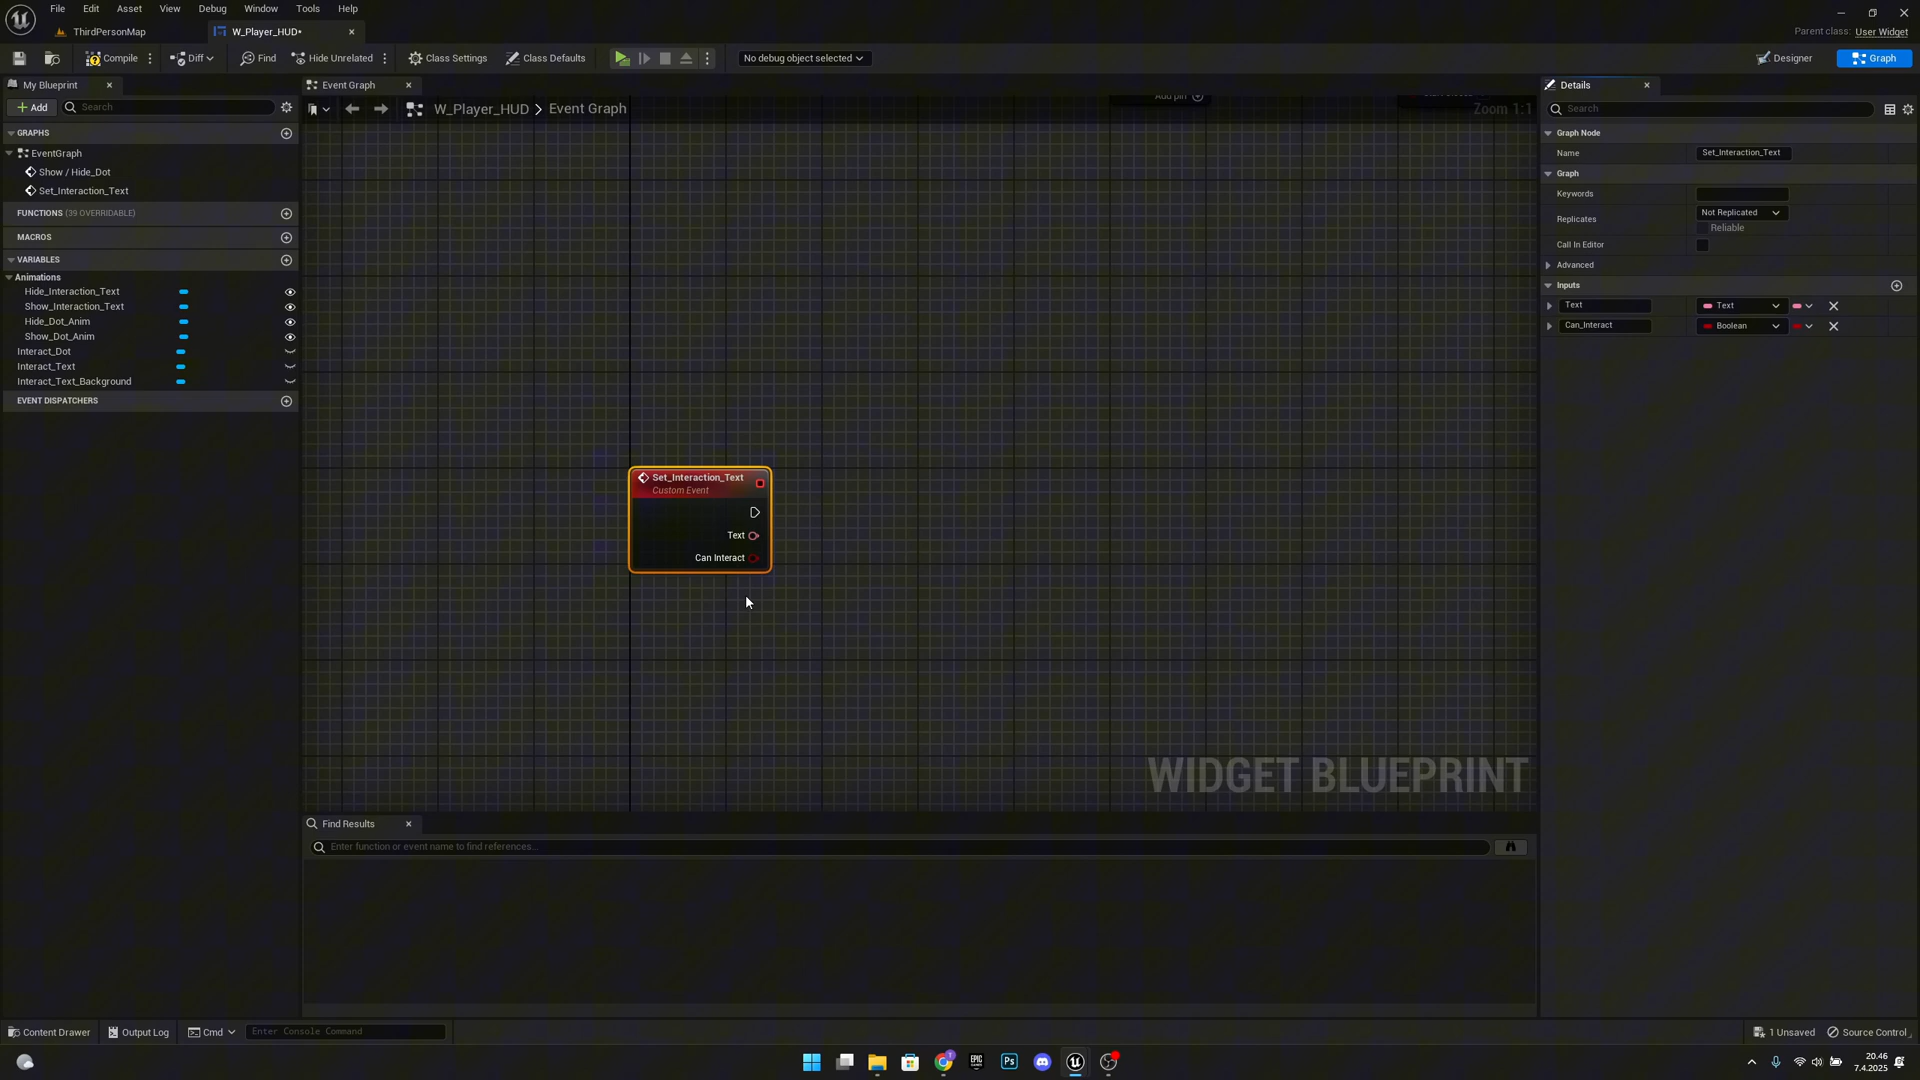 File Edit Asset View Debug Window Tools Help
ThirdPersonMap
W_Player_HUD*
Parent class: User Widget
Compile
Diff
Find
Hide Unrelated
Class Settings
Class Defaults
No debug object selected
Designer
Graph
My Blueprint
Event Graph
Details
Add
Search
W_Player_HUD > Event Graph
Zoom 1:1
Search
GRAPHS
EventGraph
Show / Hide_Dot
Set_Interaction_Text
FUNCTIONS (39 OVERRIDABLE)
MACROS
VARIABLES
Animations
Hide_Interaction_Text
Show_Interaction_Text
Hide_Dot_Anim
Show_Dot_Anim
Interact_Dot
Interact_Text
Interact_Text_Background
EVENT DISPATCHERS
Add pin
Set_Interaction_Text
Custom Event
Text
Can Interact
WIDGET BLUEPRINT
Graph Node
Name Set_Interaction_Text
Graph
Keywords
Replicates Not Replicated
Reliable
Call In Editor
Advanced
Inputs
Text Text
Can_Interact Boolean
Find Results
Enter function or event name to find references...
Content Drawer
Output Log
Cmd
Enter Console Command
1 Unsaved
Source Control
Ps
20.46
7.4.2025